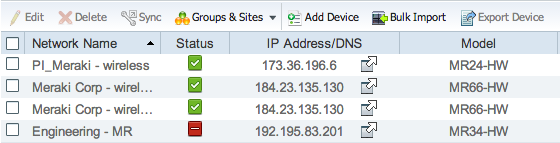 Edit Delete Sync Groups & Sites Add Device Bulk Import Export Device
Network Name Status IP Address/DNS Model
PI_Meraki - wireless 173.36.196.6 MR24-HW
Meraki Corp - wirel... 184.23.135.130 MR66-HW
Meraki Corp - wirel... 184.23.135.130 MR66-HW
Engineering - MR 192.195.83.201 MR34-HW